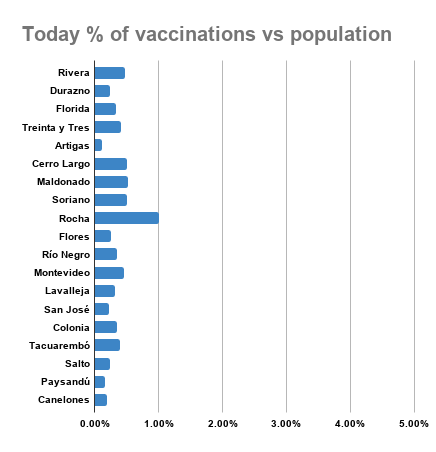 Today % of vaccinations vs population
Rivera
Durazno
Florida
Treinta y Tres
Artigas
Cerro Largo
Maldonado
Soriano
Rocha
Flores
Río Negro
Montevideo
Lavalleja
San José
Colonia
Tacuarembó
Salto
Paysandú
Canelones
0.00% 1.00% 2.00% 3.00% 4.00% 5.00%